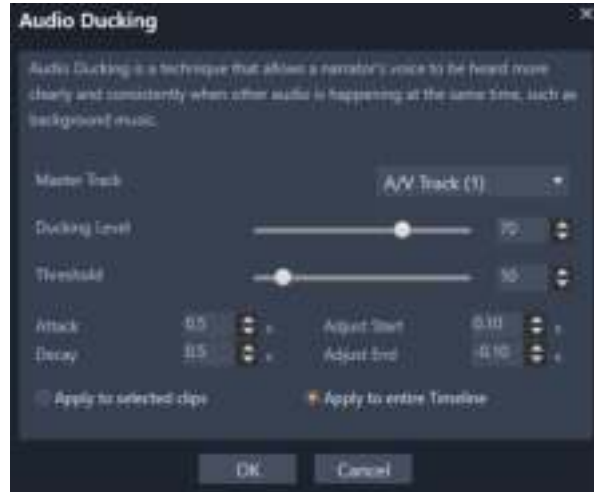 Audio Ducking
Audio Ducking is a technique that allows a narrator's voice to be heard more
clearly and consistently when other audio is happening at the same time, such as
background music.
Master Track A/V Track (1)
Ducking Level 70
Threshold
Attack 0.5 s Adjust Start 0.10 s
Decay 0.5 s Adjust End -0.10 s
Apply to selected clips Apply to entire Timeline
OK Cancel